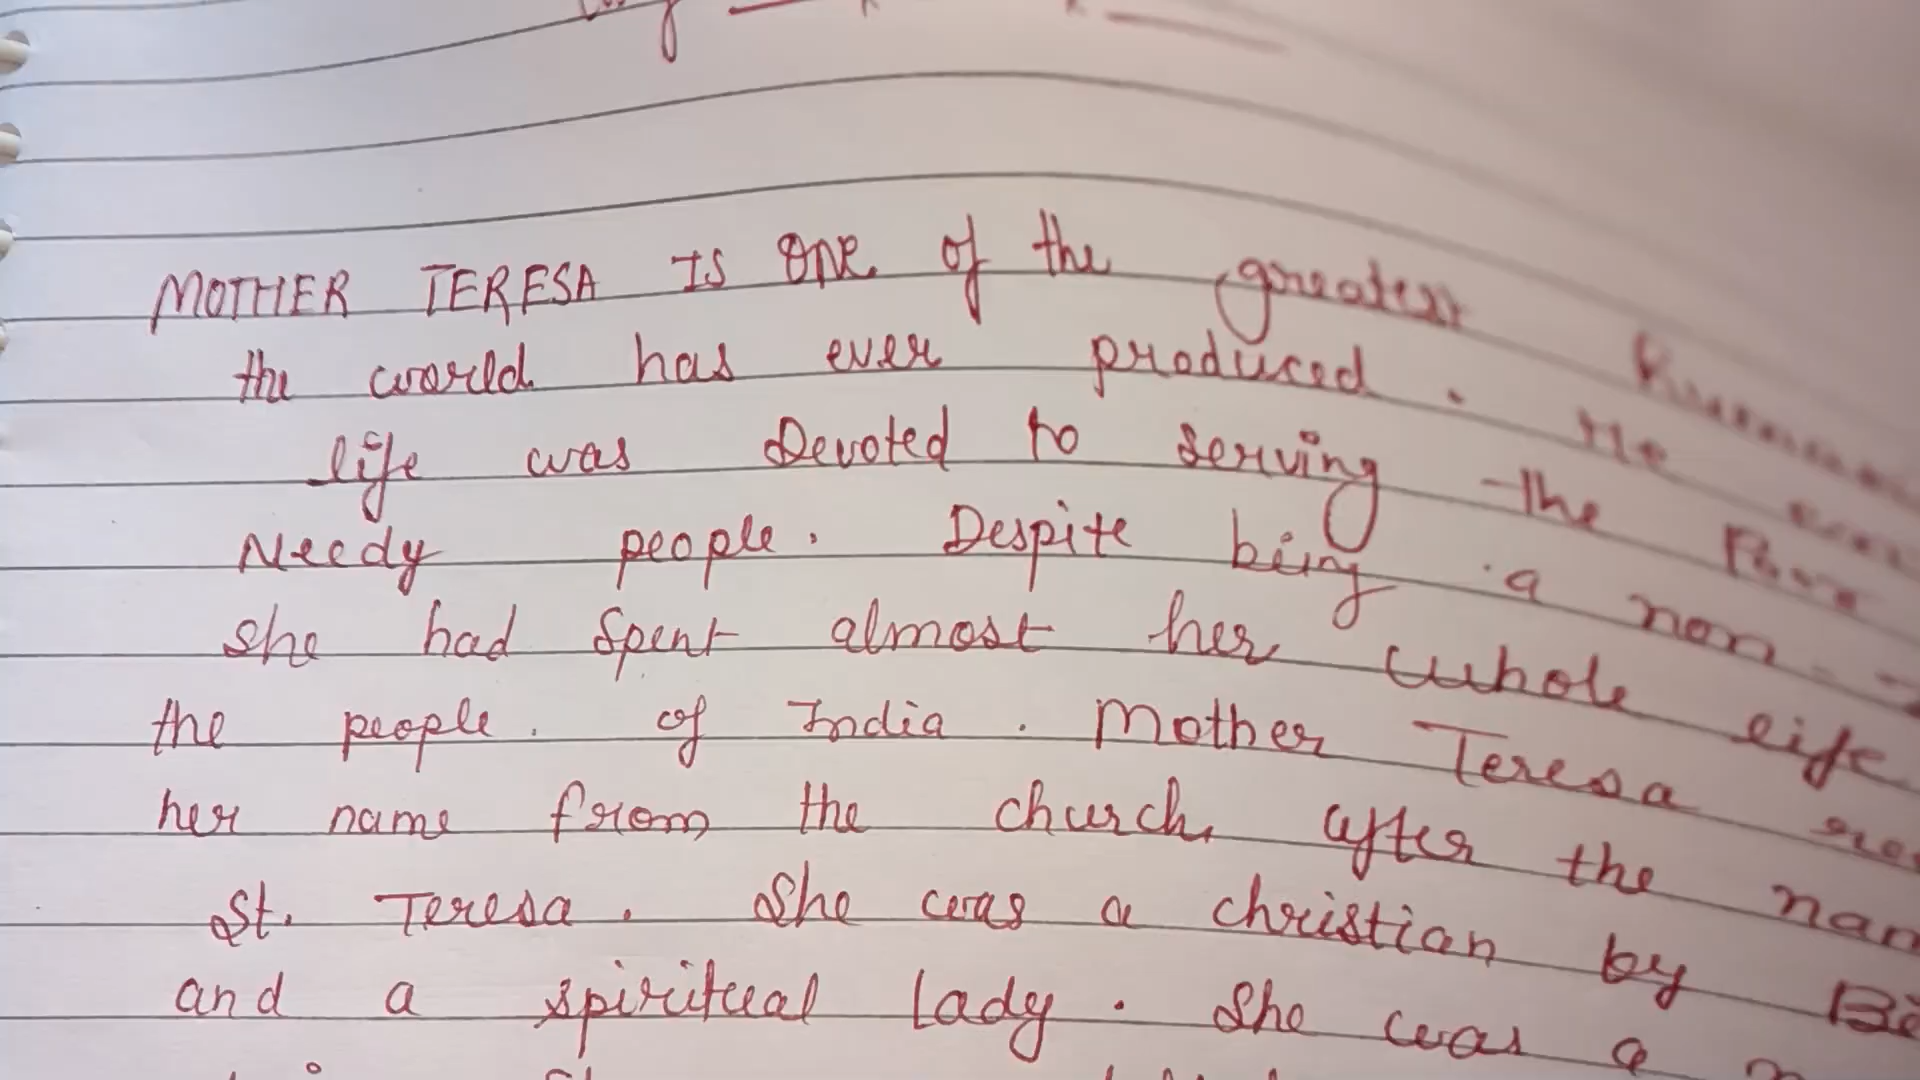 MOTHER TERESA IS One of the greatest
the world has ever produced. He
life was Devoted to serving the Poor
Needy people. Despite being a non-
she had spent almost her whole life
the people. of India. Mother Teresa
her name from the church after the
St. Teresa. She was a christian by
and a spiritual lady. She was a